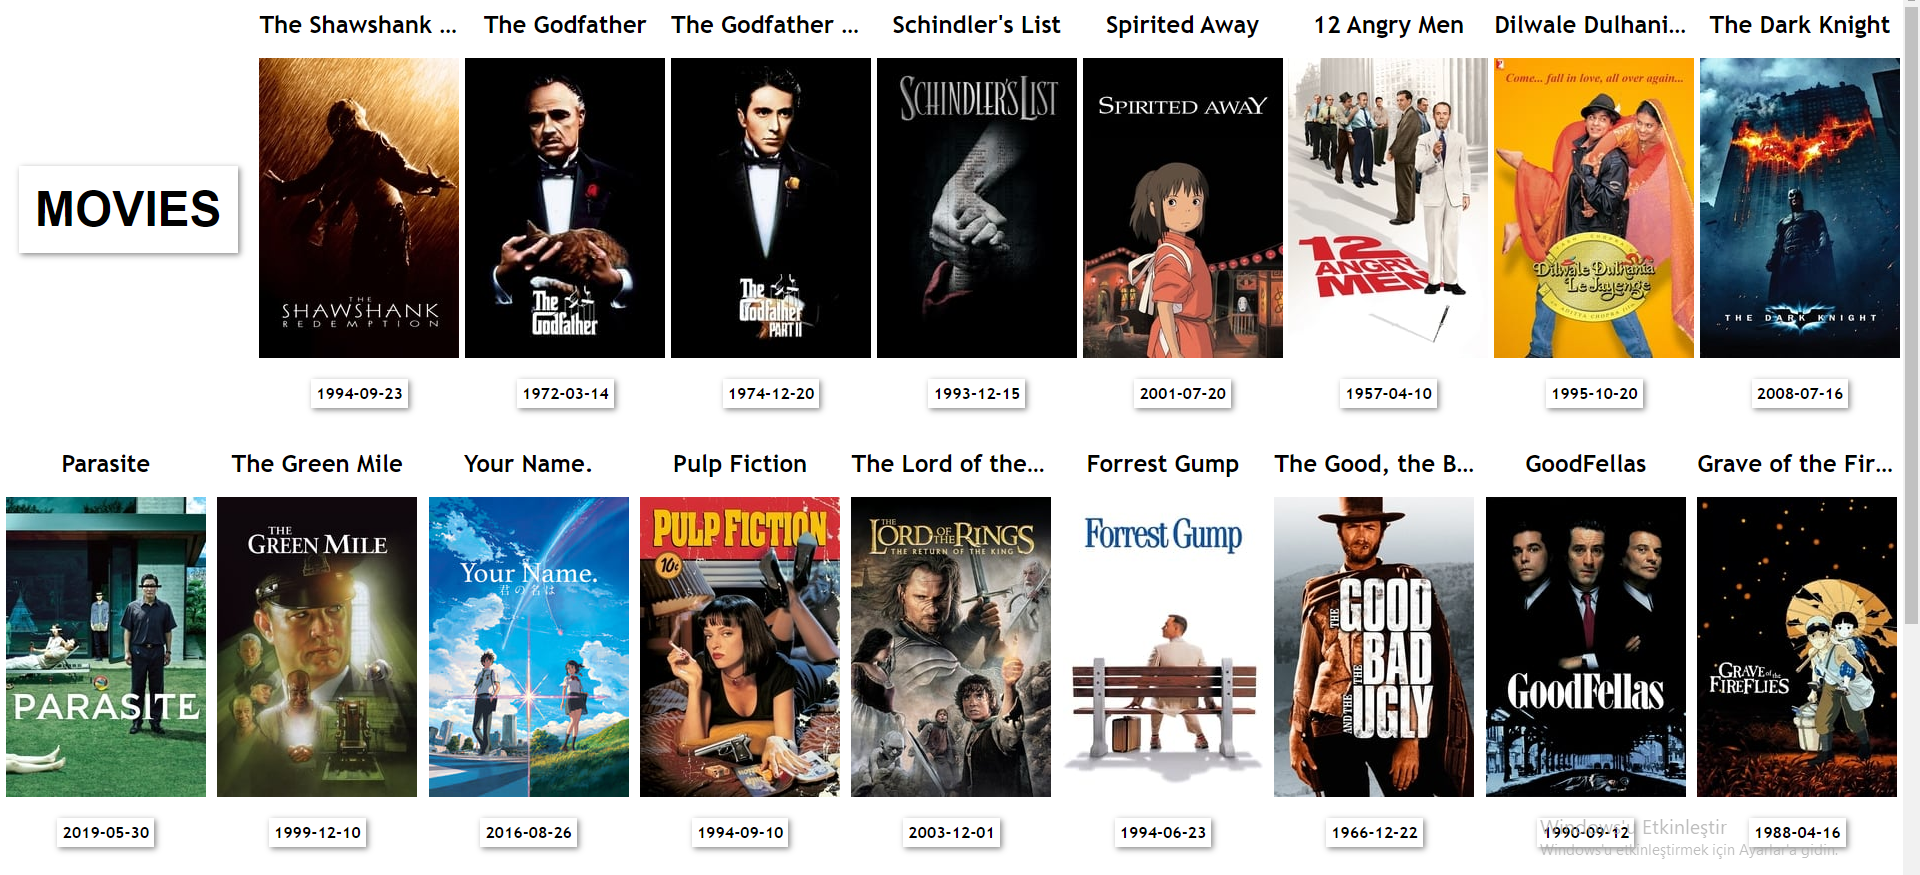 The Shawshank ...
The Godfather
The Godfather ...
Schindler's List
Spirited Away
12 Angry Men
Dilwale Dulhani...
The Dark Knight
MOVIES
THE
SHAWSHANK
REDEMPTION
The
Godfather
The
Godfather
PART II
SCHINDLER'S LIST
SPIRITED AWAY
12
ANGRY
MEN
Come... fall in love, all over again...
Dilwale Dulhania
Le Jayenge
THE DARK KNIGHT
1994-09-23
1972-03-14
1974-12-20
1993-12-15
2001-07-20
1957-04-10
1995-10-20
2008-07-16
Parasite
The Green Mile
Your Name.
Pulp Fiction
The Lord of the...
Forrest Gump
The Good, the B...
GoodFellas
Grave of the Fir...
PARASITE
THE
GREEN MILE
Your Name.
君の名は
PULP FICTION
10¢
THE
LORD OF THE RINGS
THE RETURN OF THE KING
Forrest Gump
THE GOOD
THE BAD
AND THE UGLY
GoodFellas
GRAVE of the
FIREFLIES
2019-05-30
1999-12-10
2016-08-26
1994-09-10
2003-12-01
1994-06-23
1966-12-22
1990-09-12
1988-04-16
Windows'u Etkinleştir
Windows'u etkinleştirmek için Ayarlar'a gidin.